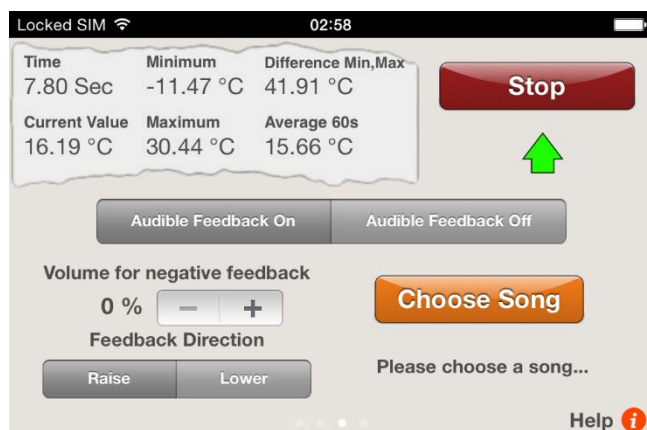 Locked SIM 02:58
Time Minimum Difference Min,Max
7.80 Sec -11.47 °C 41.91 °C
Stop
Current Value Maximum Average 60s
16.19 °C 30.44 °C 15.66 °C
Audible Feedback On Audible Feedback Off
Volume for negative feedback
0 % − +
Choose Song
Feedback Direction
Raise Lower
Please choose a song...
Help i